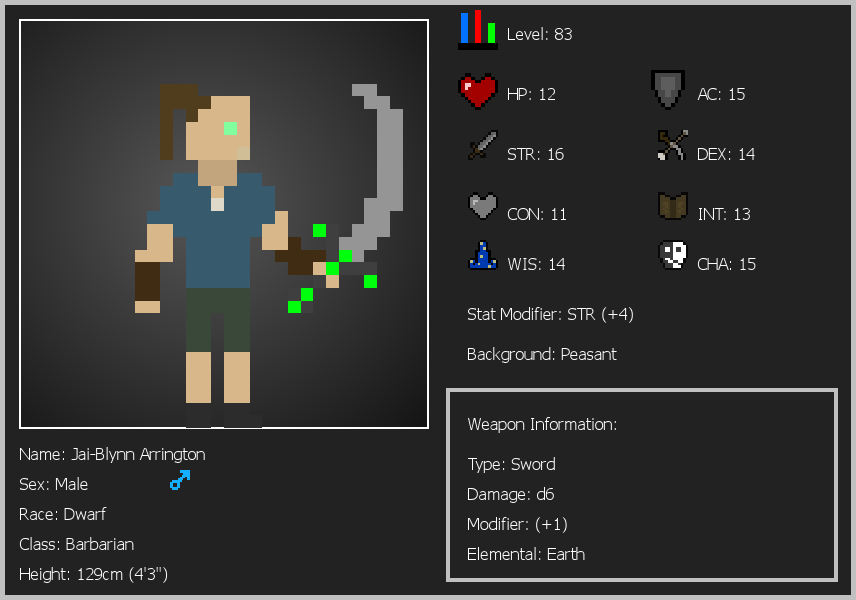 Level: 83
HP: 12
AC: 15
STR: 16
DEX: 14
CON: 11
INT: 13
WIS: 14
CHA: 15
Stat Modifier: STR (+4)
Background: Peasant
Weapon Information:
Type: Sword
Damage: d6
Modifier: (+1)
Elemental: Earth
Name: Jai-Blynn Arrington
Sex: Male
Race: Dwarf
Class: Barbarian
Height: 129cm (4'3")